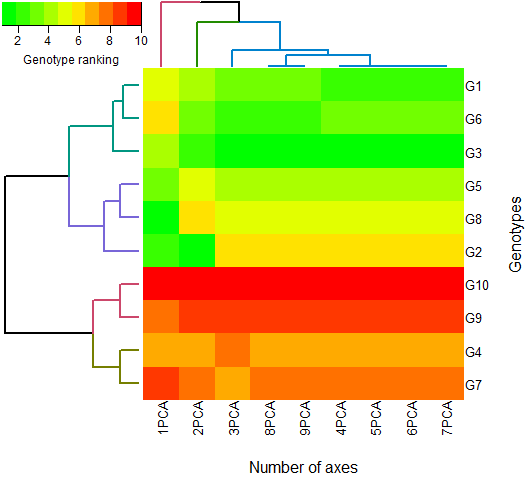 2 4 6 8 10
Genotype ranking
G1
G6
G3
G5
G8
G2
G10
G9
G4
G7
Genotypes
1PCA 2PCA 3PCA 8PCA 9PCA 4PCA 5PCA 6PCA 7PCA
Number of axes